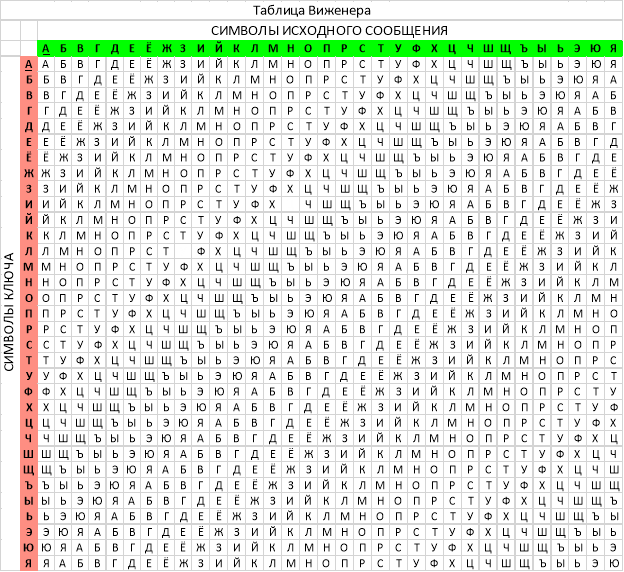 Таблица Виженера
СИМВОЛЫ ИСХОДНОГО СООБЩЕНИЯ
А Б В Г Д Е Ё Ж З И Й К Л М Н О П Р С Т У Ф Х Ц Ч Ш Щ Ъ Ы Ь Э Ю Я
СИМВОЛЫ КЛЮЧА
А А Б В Г Д Е Ё Ж З И Й К Л М Н О П Р С Т У Ф Х Ц Ч Ш Щ Ъ Ы Ь Э Ю Я
Б Б В Г Д Е Ё Ж З И Й К Л М Н О П Р С Т У Ф Х Ц Ч Ш Щ Ъ Ы Ь Э Ю Я А
В В Г Д Е Ё Ж З И Й К Л М Н О П Р С Т У Ф Х Ц Ч Ш Щ Ъ Ы Ь Э Ю Я А Б
Г Г Д Е Ё Ж З И Й К Л М Н О П Р С Т У Ф Х Ц Ч Ш Щ Ъ Ы Ь Э Ю Я А Б В
Д Д Е Ё Ж З И Й К Л М Н О П Р С Т У Ф Х Ц Ч Ш Щ Ъ Ы Ь Э Ю Я А Б В Г
Е Е Ё Ж З И Й К Л М Н О П Р С Т У Ф Х Ц Ч Ш Щ Ъ Ы Ь Э Ю Я А Б В Г Д
Ё Ё Ж З И Й К Л М Н О П Р С Т У Ф Х Ц Ч Ш Щ Ъ Ы Ь Э Ю Я А Б В Г Д Е
Ж Ж З И Й К Л М Н О П Р С Т У Ф Х Ц Ч Ш Щ Ъ Ы Ь Э Ю Я А Б В Г Д Е Ё
З З И Й К Л М Н О П Р С Т У Ф Х Ц Ч Ш Щ Ъ Ы Ь Э Ю Я А Б В Г Д Е Ё Ж
И И Й К Л М Н О П Р С Т У Ф Х Ч Ш Щ Ъ Ы Ь Э Ю Я А Б В Г Д Е Ё Ж З
Й Й К Л М Н О П Р С Т У Ф Х Ц Ч Ш Щ Ъ Ы Ь Э Ю Я А Б В Г Д Е Ё Ж З И
К К Л М Н О П Р С Т У Ф Х Ц Ч Ш Щ Ъ Ы Ь Э Ю Я А Б В Г Д Е Ё Ж З И Й
Л Л М Н О П Р С Т Ф Х Ц Ч Ш Щ Ъ Ы Ь Э Ю Я А Б В Г Д Е Ё Ж З И Й К
М М Н О П Р С Т У Ф Х Ц Ч Ш Щ Ъ Ы Ь Э Ю Я А Б В Г Д Е Ё Ж З И Й К Л
Н Н О П Р С Т У Ф Х Ц Ч Ш Щ Ъ Ы Ь Э Ю Я А Б В Г Д Е Ё Ж З И Й К Л М
О О П Р С Т У Ф Х Ц Ч Ш Щ Ъ Ы Ь Э Ю Я А Б В Г Д Е Ё Ж З И Й К Л М Н
П П Р С Т У Ф Х Ц Ч Ш Щ Ъ Ы Ь Э Ю Я А Б В Г Д Е Ё Ж З И Й К Л М Н О
Р Р С Т У Ф Х Ц Ч Ш Щ Ъ Ы Ь Э Ю Я А Б В Г Д Е Ё Ж З И Й К Л М Н О П
С С Т У Ф Х Ц Ч Ш Щ Ъ Ы Ь Э Ю Я А Б В Г Д Е Ё Ж З И Й К Л М Н О П Р
Т Т У Ф Х Ц Ч Ш Щ Ъ Ы Ь Э Ю Я А Б В Г Д Е Ё Ж З И Й К Л М Н О П Р С
У У Ф Х Ц Ч Ш Щ Ъ Ы Ь Э Ю Я А Б В Г Д Е Ё Ж З И Й К Л М Н О П Р С Т
Ф Ф Х Ц Ч Ш Щ Ъ Ы Ь Э Ю Я А Б В Г Д Е Ё Ж З И Й К Л М Н О П Р С Т У
Х Х Ц Ч Ш Щ Ъ Ы Ь Э Ю Я А Б В Г Д Е Ё Ж З И Й К Л М Н О П Р С Т У Ф
Ц Ц Ч Ш Щ Ъ Ы Ь Э Ю Я А Б В Г Д Е Ё Ж З И Й К Л М Н О П Р С Т У Ф Х
Ч Ч Ш Щ Ъ Ы Ь Э Ю Я А Б В Г Д Е Ё Ж З И Й К Л М Н О П Р С Т У Ф Х Ц
Ш Ш Щ Ъ Ы Ь Э Ю Я А Б В Г Д Е Ё Ж З И Й К Л М Н О П Р С Т У Ф Х Ц Ч
Щ Щ Ъ Ы Ь Э Ю Я А Б В Г Д Е Ё Ж З И Й К Л М Н О П Р С Т У Ф Х Ц Ч Ш
Ъ Ъ Ы Ь Э Ю Я А Б В Г Д Е Ё Ж З И Й К Л М Н О П Р С Т У Ф Х Ц Ч Ш Щ
Ы Ы Ь Э Ю Я А Б В Г Д Е Ё Ж З И Й К Л М Н О П Р С Т У Ф Х Ц Ч Ш Щ Ъ
Ь Ь Э Ю Я А Б В Г Д Е Ё Ж З И Й К Л М Н О П Р С Т У Ф Х Ц Ч Ш Щ Ъ Ы
Э Э Ю Я А Б В Г Д Е Ё Ж З И Й К Л М Н О П Р С Т У Ф Х Ц Ч Ш Щ Ъ Ы Ь
Ю Ю Я А Б В Г Д Е Ё Ж З И Й К Л М Н О П Р С Т У Ф Х Ц Ч Ш Щ Ъ Ы Ь Э
Я Я А Б В Г Д Е Ё Ж З И Й К Л М Н О П Р С Т У Ф Х Ц Ч Ш Щ Ъ Ы Ь Э Ю